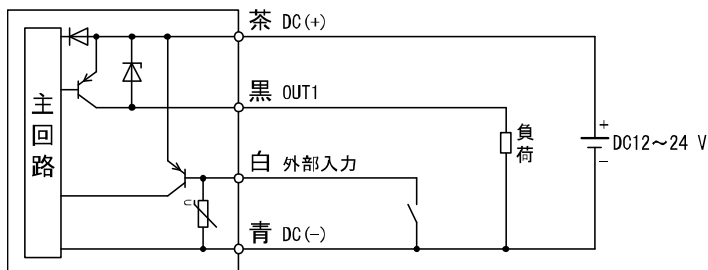 茶 DC(+)
主回路
黒 OUT1
負荷
+
DC12～24 V
−
白 外部入力
青 DC(−)